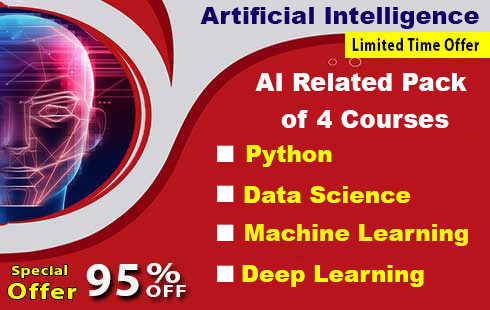 Artificial Intelligence
Limited Time Offer
AI Related Pack
of 4 Courses
Python
Data Science
Machine Learning
Deep Learning
Special
Offer
95% OFF